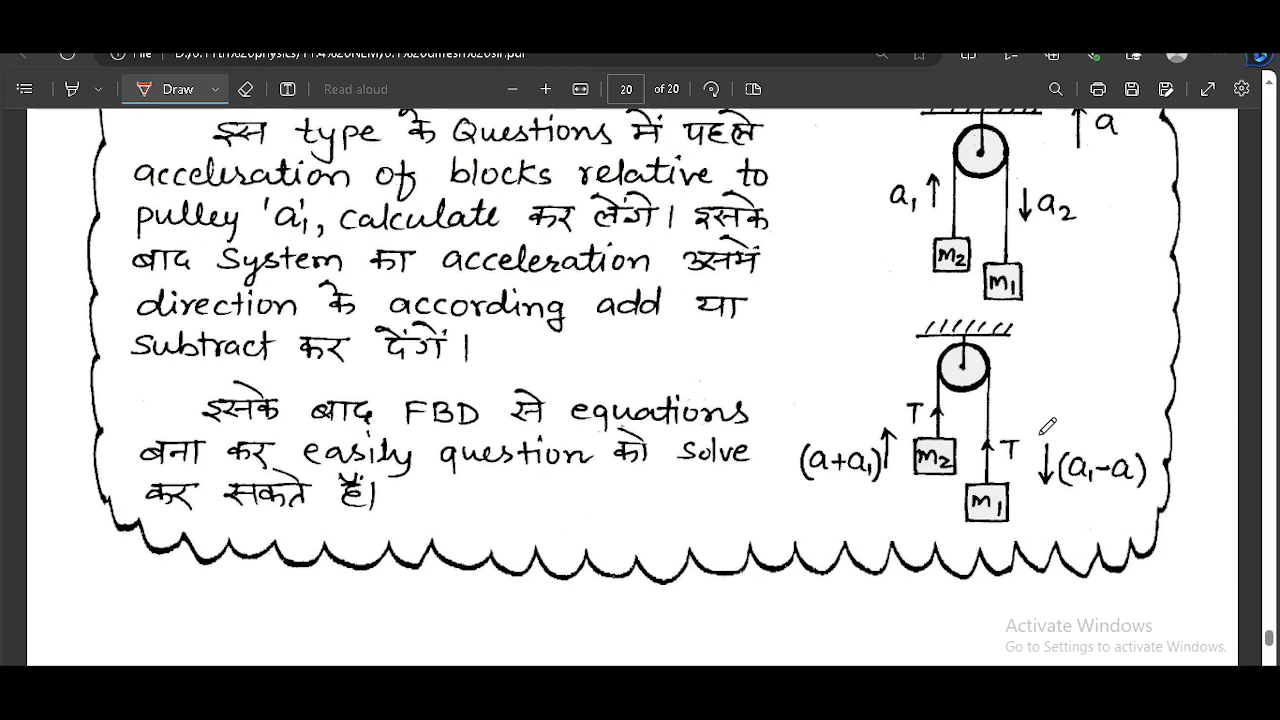 File
Draw
Read aloud
20
of 20
इस type के Questions में पहले
acceleration of blocks relative to
pulley 'a₁', calculate कर लेंगे। इसके
बाद System का acceleration उसमें
direction के according add या
Subtract कर देंगें।
इसके बाद FBD से equations
बना कर easily question को solve
कर सकते हैं।
a
a₁
a₂
m₂
m₁
T
T
(a+a₁)
m₂
(a₁-a)
m₁
Activate Windows
Go to Settings to activate Windows.